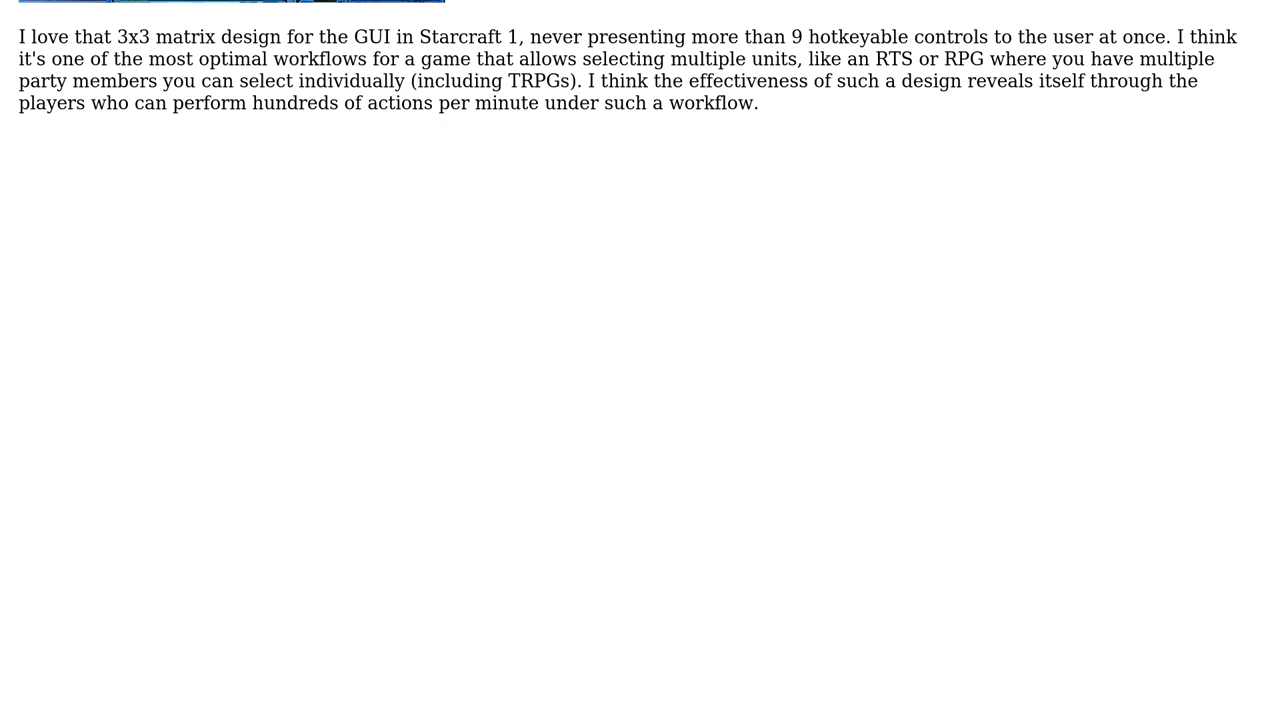 I love that 3x3 matrix design for the GUI in Starcraft 1, never presenting more than 9 hotkeyable controls to the user at once. I think
it's one of the most optimal workflows for a game that allows selecting multiple units, like an RTS or RPG where you have multiple
party members you can select individually (including TRPGs). I think the effectiveness of such a design reveals itself through the
players who can perform hundreds of actions per minute under such a workflow.